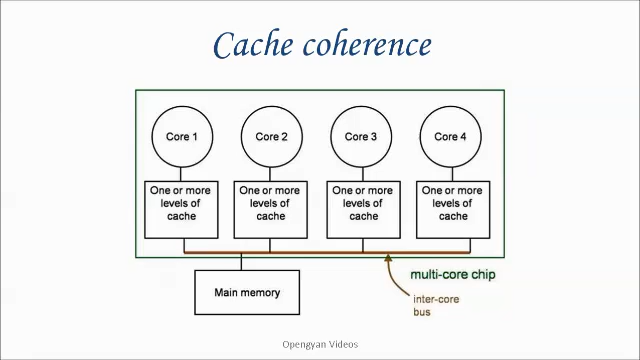 Cache coherence
Core 1
Core 2
Core 3
Core 4
One or more
levels of
cache
One or more
levels of
cache
One or more
levels of
cache
One or more
levels of
cache
Main memory
multi-core chip
inter-core
bus
Opengyan Videos